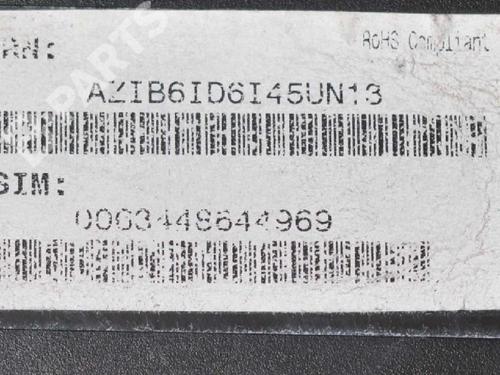 RoHS Compliant
AZIB6ID6I45UN13
SIM:
0003448644969